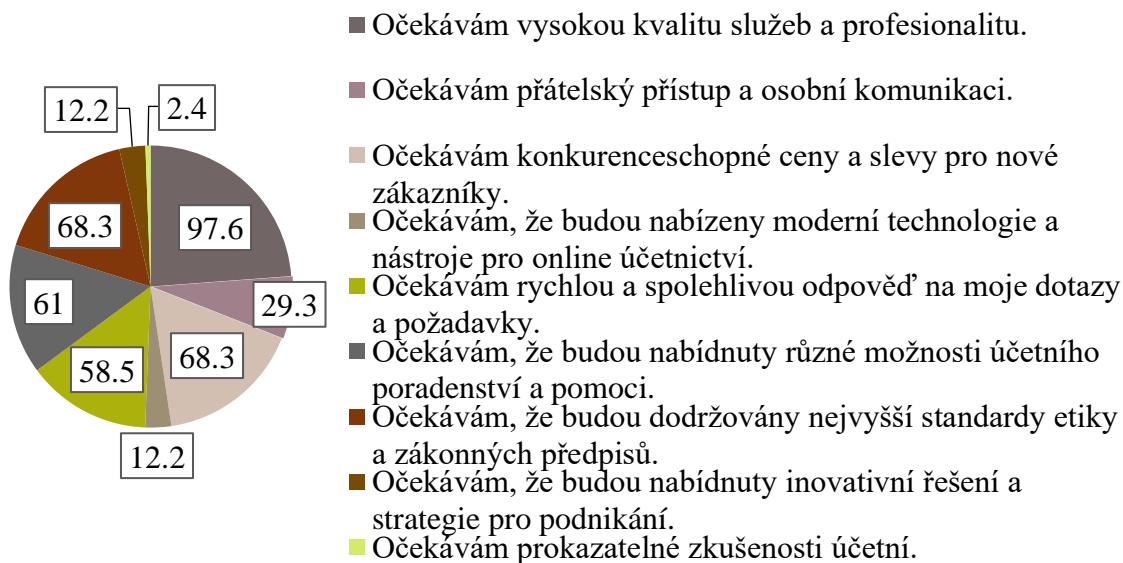 Očekávám vysokou kvalitu služeb a profesionalitu.
Očekávám přátelský přístup a osobní komunikaci.
Očekávám konkurenceschopné ceny a slevy pro nové
zákazníky.
Očekávám, že budou nabízeny moderní technologie a
nástroje pro online účetnictví.
Očekávám rychlou a spolehlivou odpověď na moje dotazy
a požadavky.
Očekávám, že budou nabídnuty různé možnosti účetního
poradenství a pomoci.
Očekávám, že budou dodržovány nejvyšší standardy etiky
a zákonných předpisů.
Očekávám, že budou nabídnuty inovativní řešení a
strategie pro podnikání.
Očekávám prokazatelné zkušenosti účetní.
12.2
2.4
68.3
97.6
61
29.3
58.5
68.3
12.2